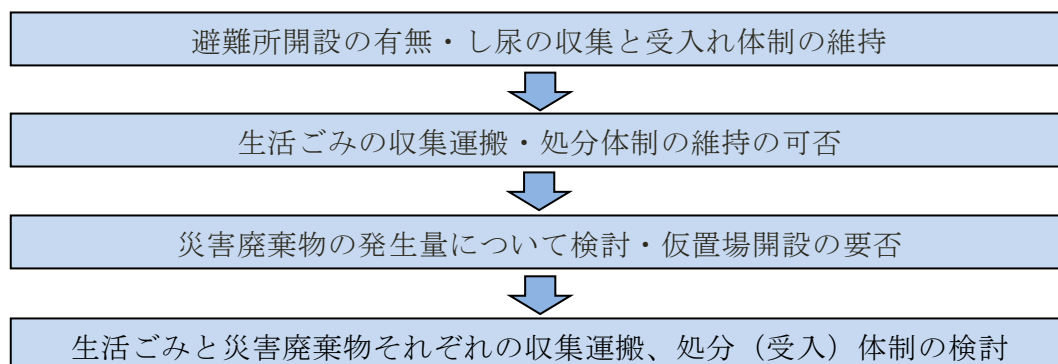 避難所開設の有無・し尿の収集と受入れ体制の維持
生活ごみの収集運搬・処分体制の維持の可否
災害廃棄物の発生量について検討・仮置場開設の要否
生活ごみと災害廃棄物それぞれの収集運搬、処分（受入）体制の検討